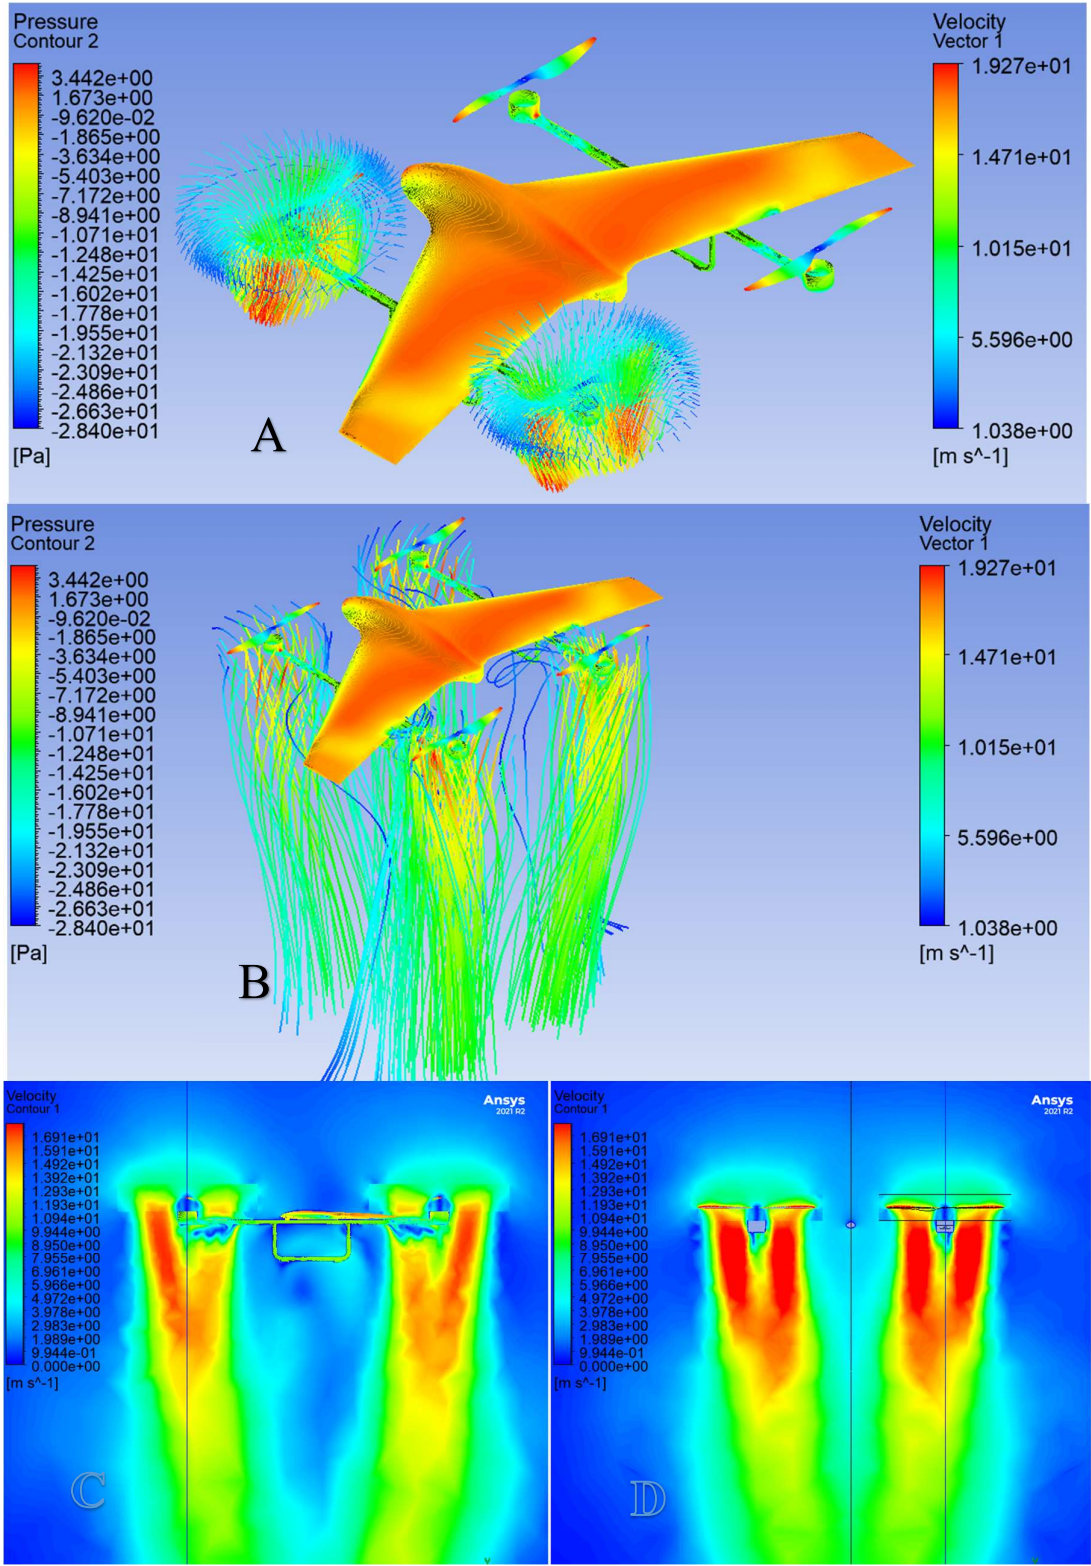 Pressure
Contour 2
3.442e+00
1.673e+00
-9.620e-02
-1.865e+00
-3.634e+00
-5.403e+00
-7.172e+00
-8.941e+00
-1.071e+01
-1.248e+01
-1.425e+01
-1.602e+01
-1.778e+01
-1.955e+01
-2.132e+01
-2.309e+01
-2.486e+01
-2.663e+01
-2.840e+01
[Pa]
A
Velocity
Vector 1
1.927e+01
1.471e+01
1.015e+01
5.596e+00
1.038e+00
[m s^-1]
Pressure
Contour 2
3.442e+00
1.673e+00
-9.620e-02
-1.865e+00
-3.634e+00
-5.403e+00
-7.172e+00
-8.941e+00
-1.071e+01
-1.248e+01
-1.425e+01
-1.602e+01
-1.778e+01
-1.955e+01
-2.132e+01
-2.309e+01
-2.486e+01
-2.663e+01
-2.840e+01
[Pa]
B
Velocity
Vector 1
1.927e+01
1.471e+01
1.015e+01
5.596e+00
1.038e+00
[m s^-1]
Velocity
Contour 1
1.691e+01
1.591e+01
1.492e+01
1.392e+01
1.293e+01
1.193e+01
1.094e+01
9.944e+00
8.950e+00
7.955e+00
6.961e+00
5.966e+00
4.972e+00
3.978e+00
2.983e+00
1.989e+00
9.944e-01
0.000e+00
[m s^-1]
Ansys
2021 R2
C
Velocity
Contour 1
1.691e+01
1.591e+01
1.492e+01
1.392e+01
1.293e+01
1.193e+01
1.094e+01
9.944e+00
8.950e+00
7.955e+00
6.961e+00
5.966e+00
4.972e+00
3.978e+00
2.983e+00
1.989e+00
9.944e-01
0.000e+00
[m s^-1]
Ansys
2021 R2
D